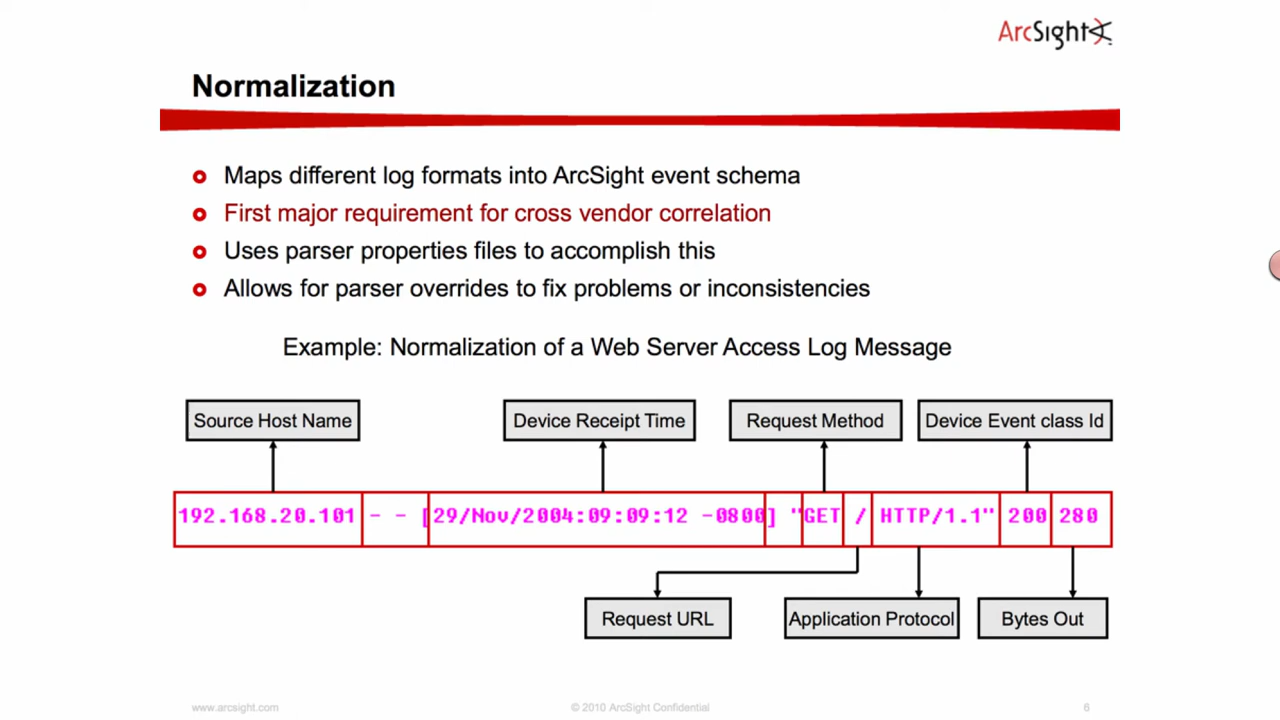 ArcSight
Normalization
Maps different log formats into ArcSight event schema
First major requirement for cross vendor correlation
Uses parser properties files to accomplish this
Allows for parser overrides to fix problems or inconsistencies
Example: Normalization of a Web Server Access Log Message
Source Host Name
Device Receipt Time
Request Method
Device Event class Id
192.168.20.101 - - [29/Nov/2004:09:09:12 -0800] "GET / HTTP/1.1" 200 280
Request URL
Application Protocol
Bytes Out
www.arcsight.com
© 2010 ArcSight Confidential
6